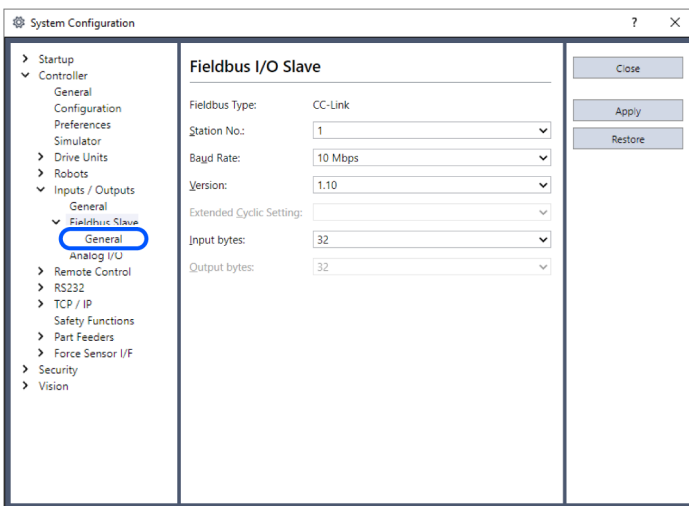 System Configuration
?
Startup
Controller
General
Configuration
Preferences
Simulator
Drive Units
Robots
Inputs / Outputs
General
Fieldbus Slave
General
Analog I/O
Remote Control
RS232
TCP / IP
Safety Functions
Part Feeders
Force Sensor I/F
Security
Vision
Fieldbus I/O Slave
Fieldbus Type: CC-Link
Station No.: 1
Baud Rate: 10 Mbps
Version: 1.10
Extended Cyclic Setting:
Input bytes: 32
Output bytes: 32
Close
Apply
Restore